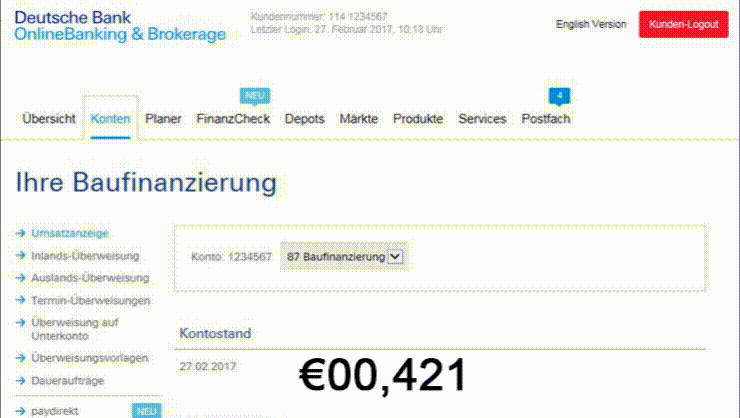 Deutsche Bank
OnlineBanking & Brokerage
Kundennummer: 114 1234567
Letzter Login: 27. Februar 2017, 10:18 Uhr
English Version
Kunden-Logout
NEU
4
Übersicht Konten Planer FinanzCheck Depots Märkte Produkte Services Postfach
Ihre Baufinanzierung
Umsatzanzeige
Inlands-Überweisung
Auslands-Überweisung
Termin-Überweisungen
Überweisung auf
Unterkonto
Überweisungsvorlagen
Daueraufträge
paydirekt NEU
Konto: 1234567 87 Baufinanzierung
Kontostand
27.02.2017
€00,421